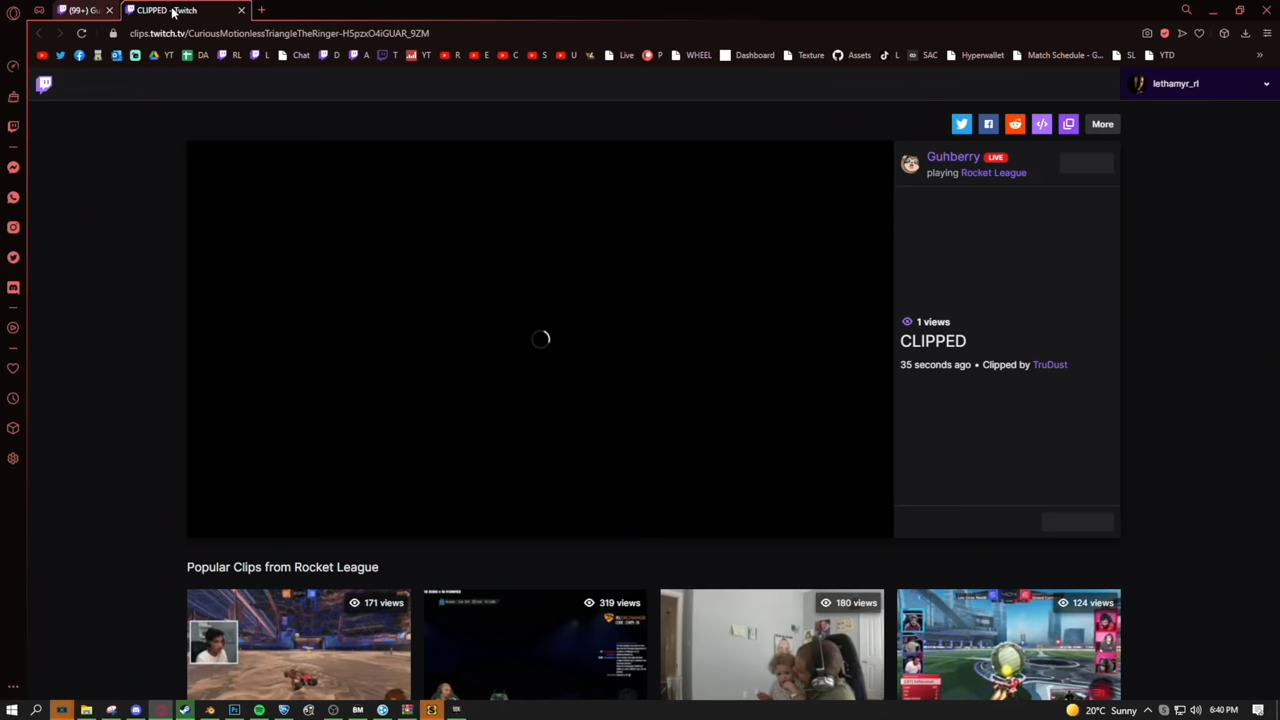 (99+) Gu
CLIPPED - Twitch
clips.twitch.tv/CuriousMotionlessTriangleTheRinger-H5pzxO4iGUAR_9ZM
YT DA RL L Chat D A T YT R E C S U Live P WHEEL Dashboard Texture Assets SAC Hyperwallet Match Schedule - G... SL YTD
lethamyr_rl
More
Guhberry LIVE
playing Rocket League
1 views
CLIPPED
35 seconds ago • Clipped by TruDust
Popular Clips from Rocket League
171 views
319 views
180 views
124 views
BM
20°C Sunny
6:40 PM